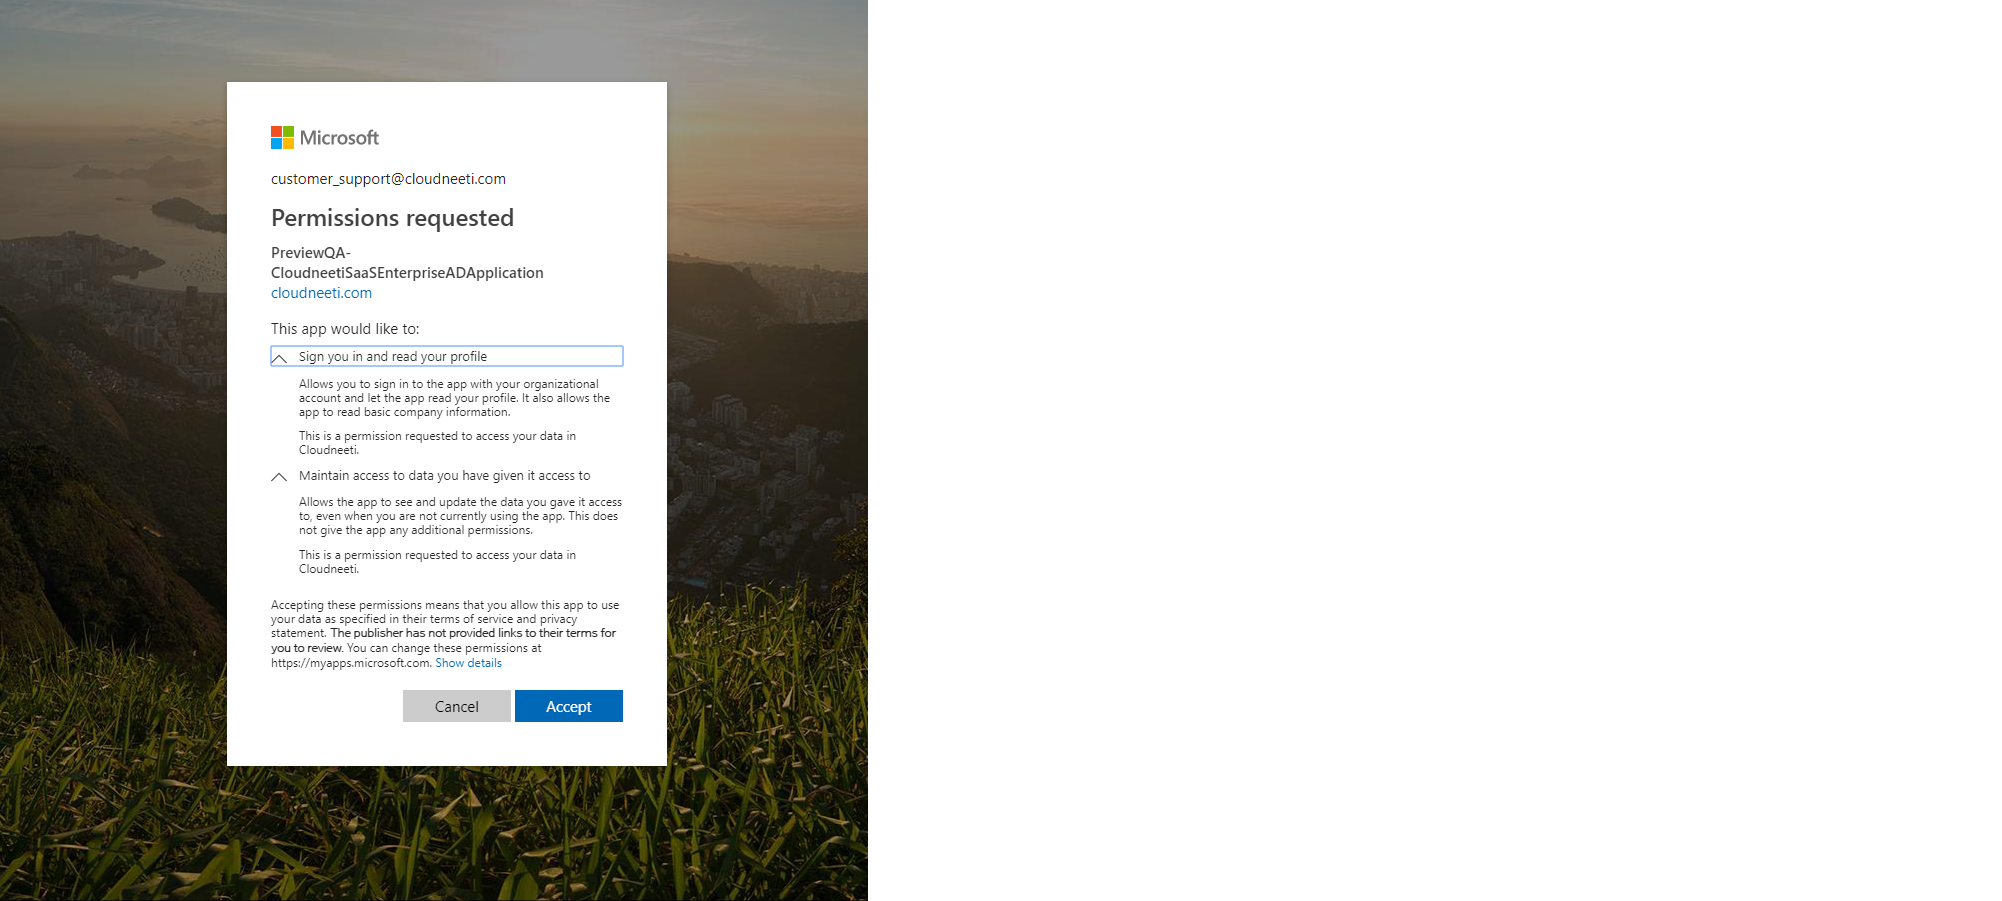 Microsoft
customer_support@cloudneeti.com
Permissions requested
PreviewQA-
CloudneetiSaaSEnterpriseADApplication
cloudneeti.com
This app would like to:
Sign you in and read your profile
Allows you to sign in to the app with your organizational
account and let the app read your profile. It also allows the
app to read basic company information.
This is a permission requested to access your data in
Cloudneeti.
Maintain access to data you have given it access to
Allows the app to see and update the data you gave it access
to, even when you are not currently using the app. This does
not give the app any additional permissions.
This is a permission requested to access your data in
Cloudneeti.
Accepting these permissions means that you allow this app to use
your data as specified in their terms of service and privacy
statement. The publisher has not provided links to their terms for
you to review. You can change these permissions at
https://myapps.microsoft.com. Show details
Cancel Accept